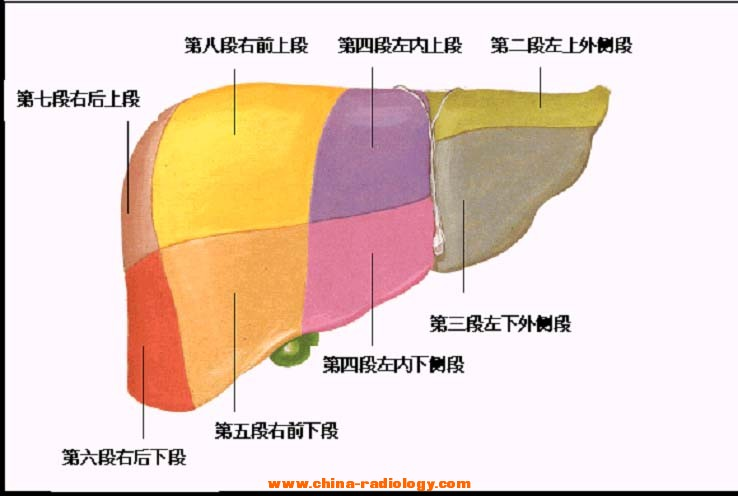 第八段右前上段
第四段左内上段
第二段左上外侧段
第七段右后上段
第三段左下外侧段
第四段左内下侧段
第五段右前下段
第六段右后下段
www.china-radiology.com